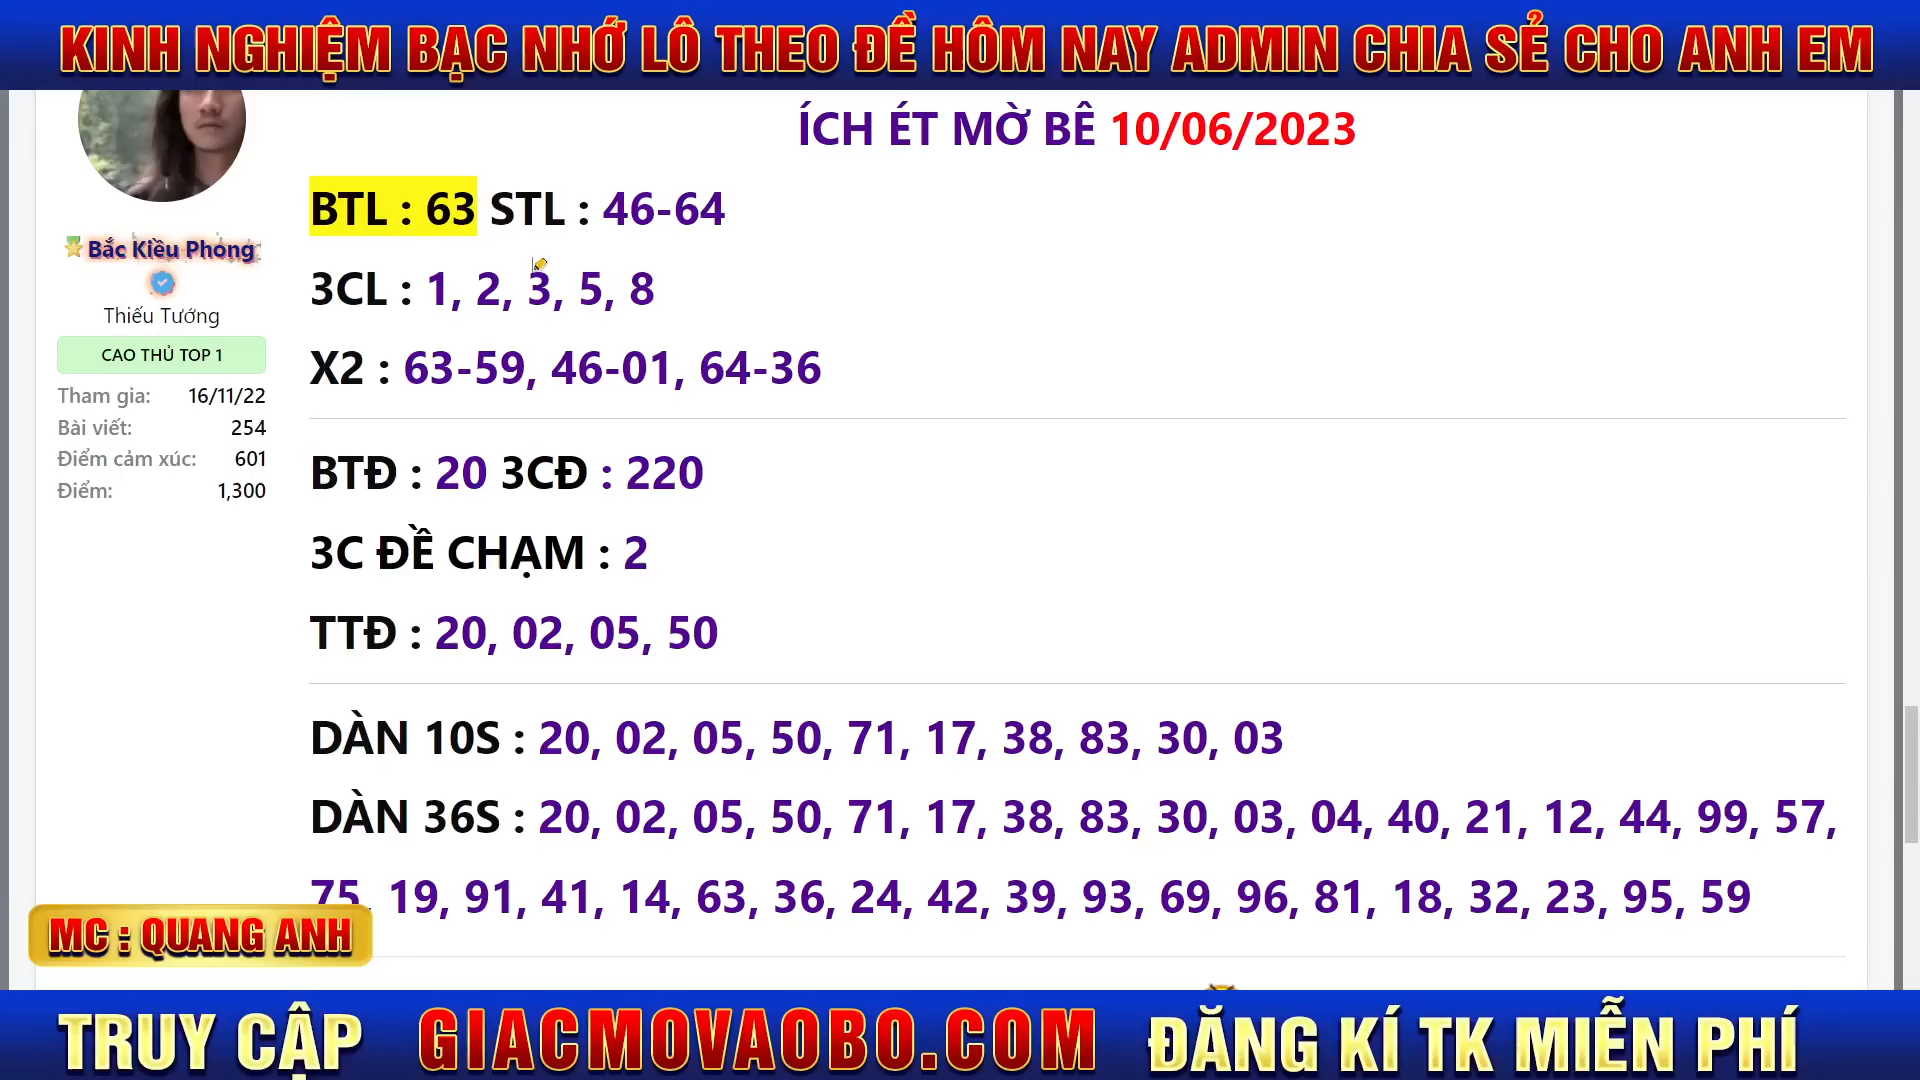 KINH NGHIỆM BẠC NHỚ LÔ THEO ĐỀ HÔM NAY ADMIN CHIA SẺ CHO ANH EM
ÍCH ÉT MỜ BÊ 10/06/2023
BTL : 63 STL : 46-64
3CL : 1, 2, 3, 5, 8
X2 : 63-59, 46-01, 64-36
Bắc Kiều Phong
Thiếu Tướng
CAO THỦ TOP 1
Tham gia: 16/11/22
Bài viết: 254
Điểm cảm xúc: 601
Điểm: 1,300
BTĐ : 20 3CĐ : 220
3C ĐỀ CHẠM : 2
TTĐ : 20, 02, 05, 50
DÀN 10S : 20, 02, 05, 50, 71, 17, 38, 83, 30, 03
DÀN 36S : 20, 02, 05, 50, 71, 17, 38, 83, 30, 03, 04, 40, 21, 12, 44, 99, 57,
75, 19, 91, 41, 14, 63, 36, 24, 42, 39, 93, 69, 96, 81, 18, 32, 23, 95, 59
MC : QUANG ANH
TRUY CẬP GIACMOVAOBO.COM ĐĂNG KÍ TK MIỄN PHÍ